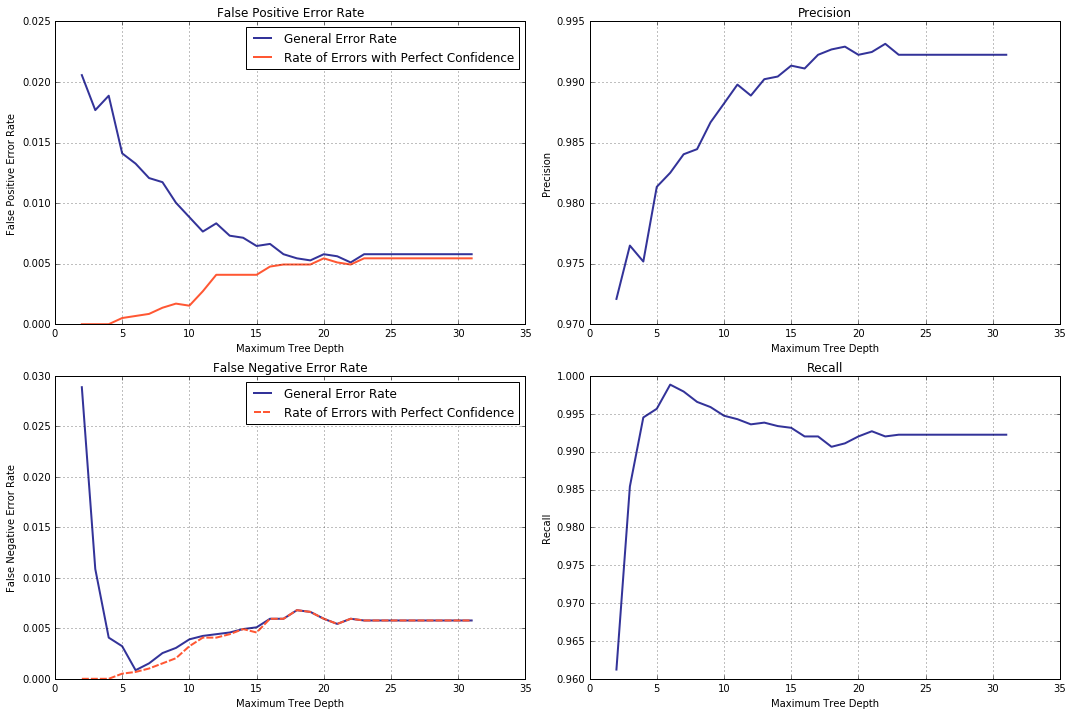 False Positive Error Rate
0.025
0.020
0.015
0.010
0.005
0.000
False Positive Error Rate
General Error Rate
Rate of Errors with Perfect Confidence
0 5 10 15 20 25 30 35
Maximum Tree Depth
Precision
0.995
0.990
0.985
0.980
0.975
0.970
Precision
0 5 10 15 20 25 30 35
Maximum Tree Depth
False Negative Error Rate
0.030
0.025
0.020
0.015
0.010
0.005
0.000
False Negative Error Rate
General Error Rate
Rate of Errors with Perfect Confidence
0 5 10 15 20 25 30 35
Maximum Tree Depth
Recall
1.000
0.995
0.990
0.985
0.980
0.975
0.970
0.965
0.960
Recall
0 5 10 15 20 25 30 35
Maximum Tree Depth